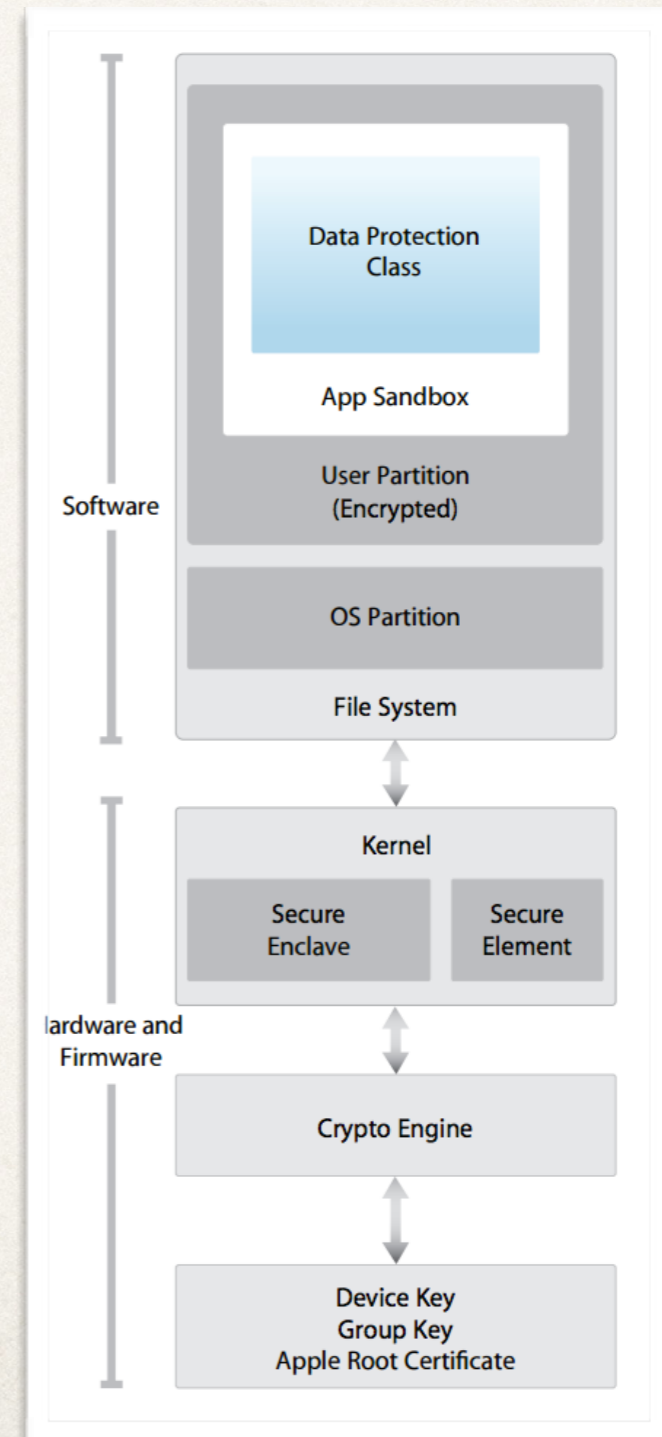 Data Protection
Class
App Sandbox
User Partition
(Encrypted)
Software
OS Partition
File System
Kernel
Secure
Enclave
Secure
Element
lardware and
Firmware
Crypto Engine
Device Key
Group Key
Apple Root Certificate